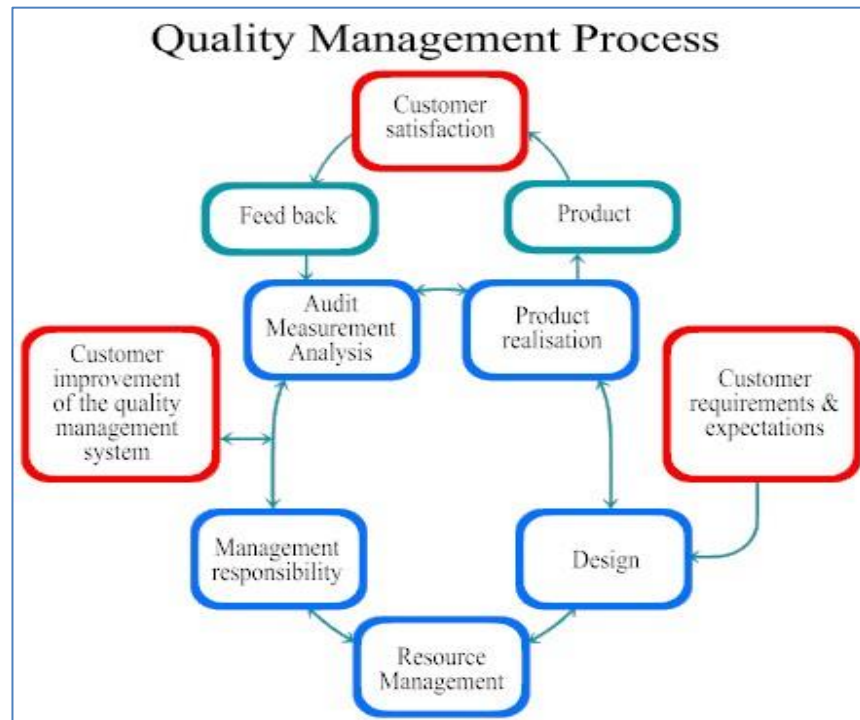 Quality Management Process
Customer
satisfaction
Feed back
Product
Audit
Measurement
Analysis
Product
realisation
Customer
improvement
of the quality
management
system
Customer
requirements &
expectations
Management
responsibility
Design
Resource
Management